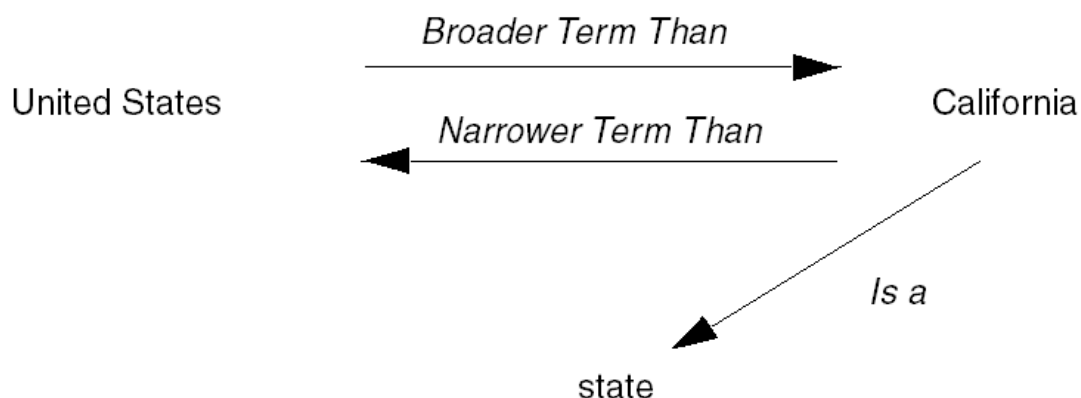 Broader Term Than
United States
California
Narrower Term Than
Is a
state